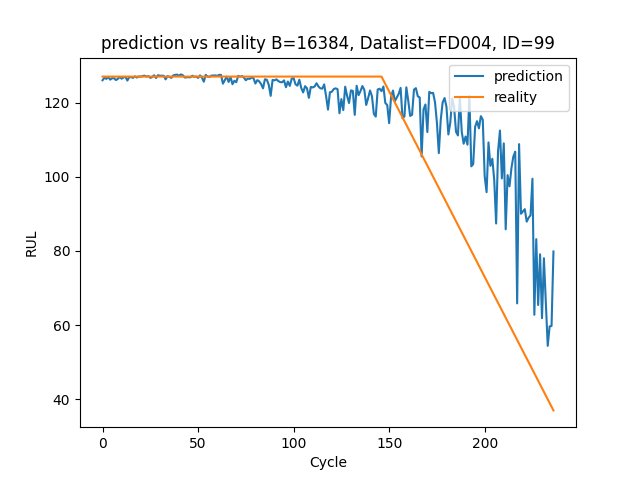 prediction vs reality B=16384, Datalist=FD004, ID=99
prediction
reality
120
100
80
60
40
RUL
0 50 100 150 200
Cycle